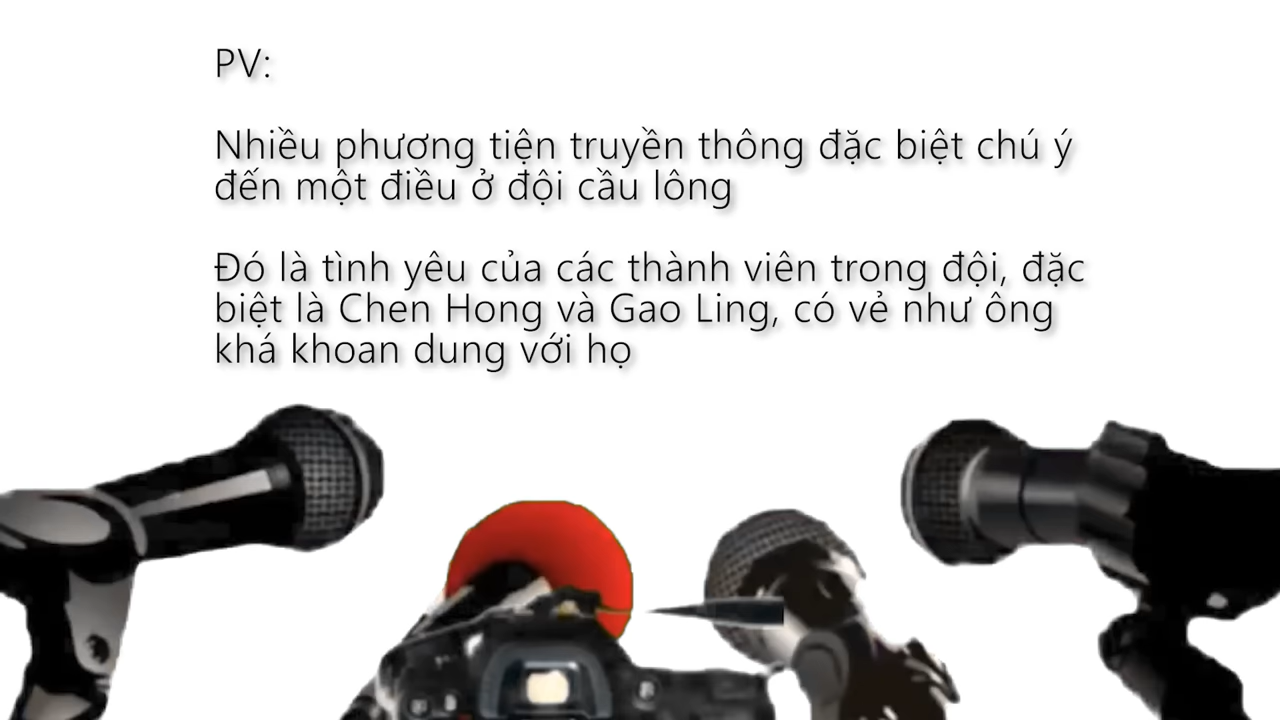 PV:
Nhiều phương tiện truyền thông đặc biệt chú ý
đến một điều ở đội cầu lông
Đó là tình yêu của các thành viên trong đội, đặc
biệt là Chen Hong và Gao Ling, có vẻ như ông
khá khoan dung với họ